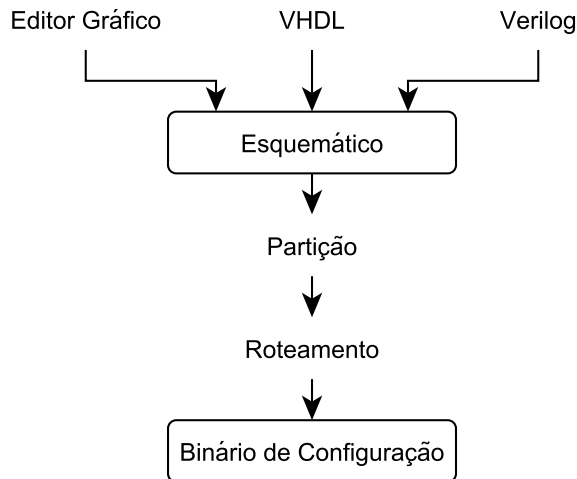 Editor Gráfico
VHDL
Verilog
Esquemático
Partição
Roteamento
Binário de Configuração